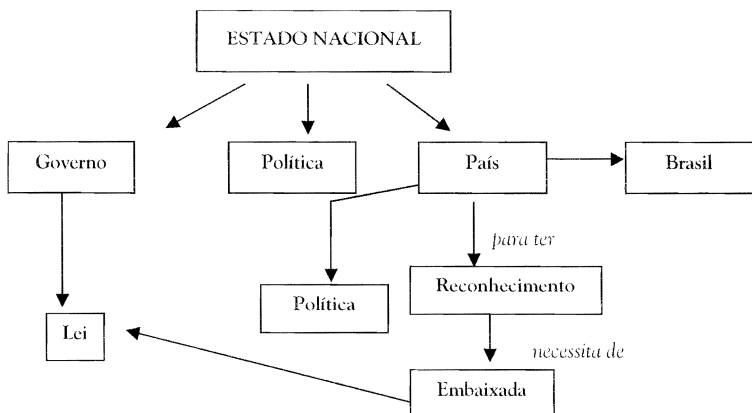 ESTADO NACIONAL
Governo
Política
País
Brasil
para ter
Política
Reconhecimento
Lei
necessita de
Embaixada